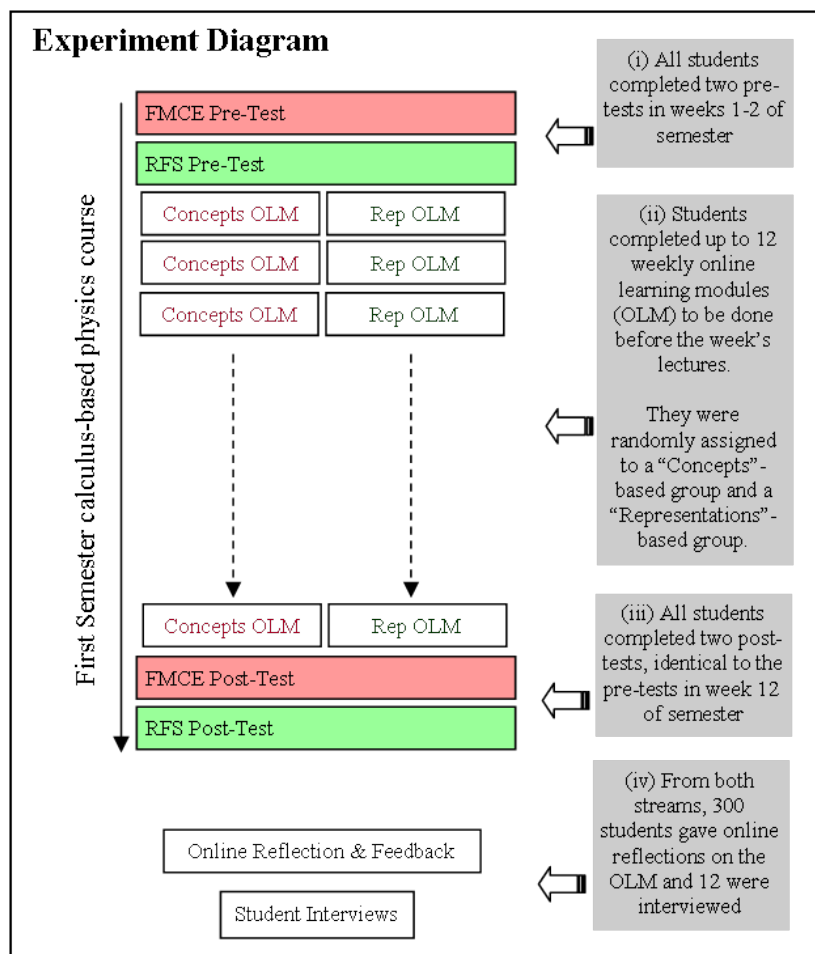 Experiment Diagram
First Semester calculus-based physics course
FMCE Pre-Test
RFS Pre-Test
(i) All students
completed two pre-
tests in weeks 1-2 of
semester
Concepts OLM
Rep OLM
Concepts OLM
Rep OLM
Concepts OLM
Rep OLM
(ii) Students
completed up to 12
weekly online
learning modules
(OLM) to be done
before the week's
lectures.
They were
randomly assigned
to a “Concepts”-
based group and a
“Representations”-
based group.
Concepts OLM
Rep OLM
FMCE Post-Test
RFS Post-Test
(iii) All students
completed two post-
tests, identical to the
pre-tests in week 12
of semester
Online Reflection & Feedback
Student Interviews
(iv) From both
streams, 300
students gave online
reflections on the
OLM and 12 were
interviewed